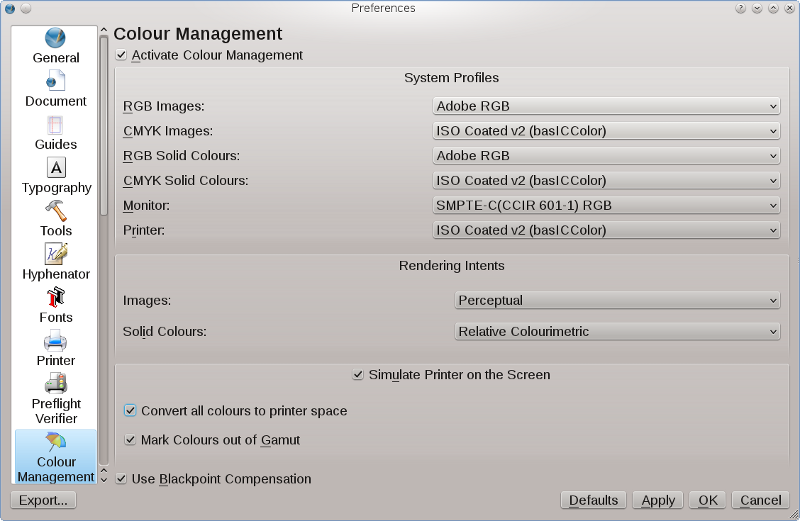 Preferences
General
Document
Guides
Typography
Tools
Hyphenator
Fonts
Printer
Preflight
Verifier
Colour
Management
Colour Management
Activate Colour Management
System Profiles
RGB Images: Adobe RGB
CMYK Images: ISO Coated v2 (basICColor)
RGB Solid Colours: Adobe RGB
CMYK Solid Colours: ISO Coated v2 (basICColor)
Monitor: SMPTE-C(CCIR 601-1) RGB
Printer: ISO Coated v2 (basICColor)
Rendering Intents
Images: Perceptual
Solid Colours: Relative Colourimetric
Simulate Printer on the Screen
Convert all colours to printer space
Mark Colours out of Gamut
Use Blackpoint Compensation
Export... Defaults Apply OK Cancel